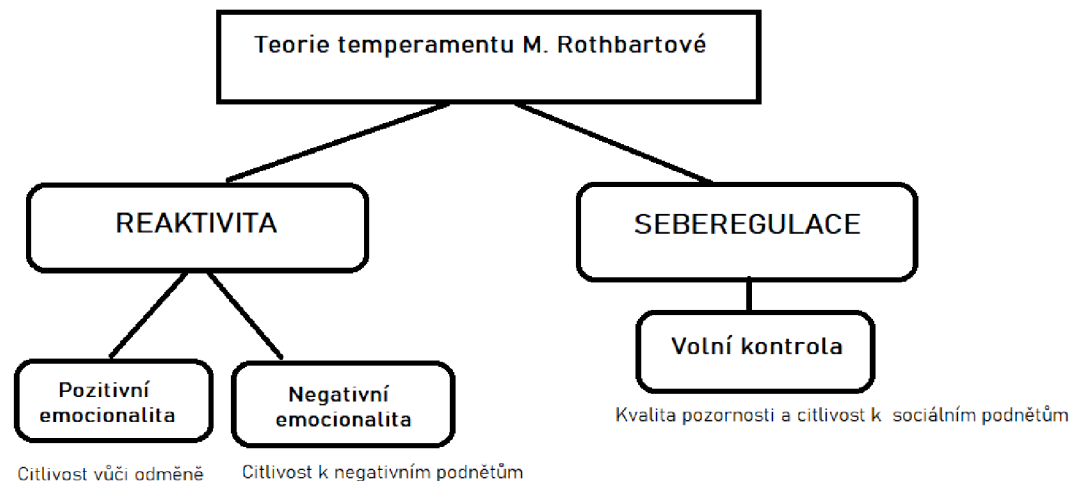 Teorie temperamentu M. Rothbartové
REAKTIVITA
SEBEREGULACE
Pozitivní
emocionalita
Negativní
emocionalita
Volní kontrola
Citlivost vůči odměně
Citlivost k negativním podnětům
Kvalita pozornosti a citlivost k sociálním podnětům